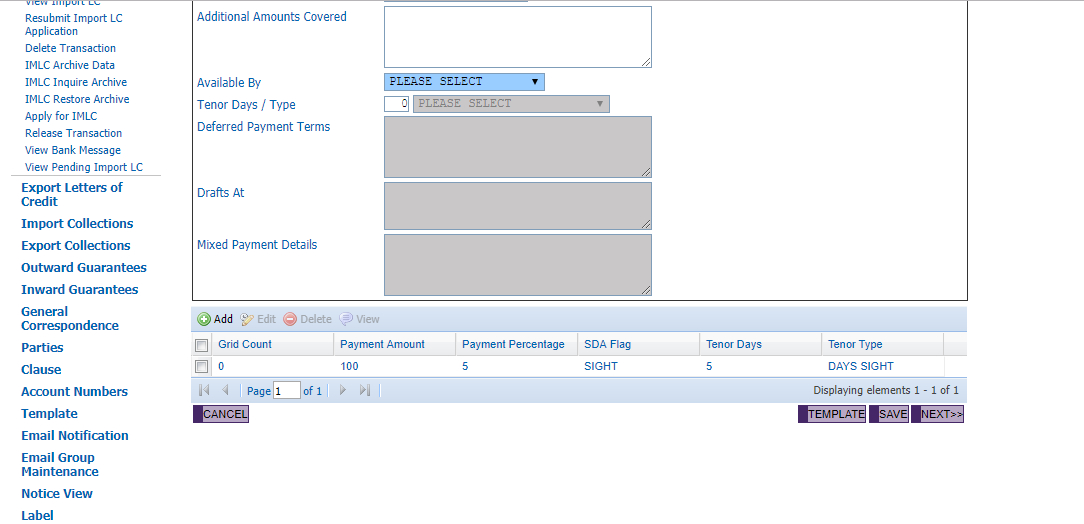 View Import LC
Resubmit Import LC
Application
Delete Transaction
IMLC Archive Data
IMLC Inquire Archive
IMLC Restore Archive
Apply for IMLC
Release Transaction
View Bank Message
View Pending Import LC
Export Letters of
Credit
Import Collections
Export Collections
Outward Guarantees
Inward Guarantees
General
Correspondence
Parties
Clause
Account Numbers
Template
Email Notification
Email Group
Maintenance
Notice View
Label
Additional Amounts Covered
Available By PLEASE SELECT
Tenor Days / Type 0 PLEASE SELECT
Deferred Payment Terms
Drafts At
Mixed Payment Details
Add Edit Delete View
Grid Count Payment Amount Payment Percentage SDA Flag Tenor Days Tenor Type
0 100 5 SIGHT 5 DAYS SIGHT
Page 1 of 1 Displaying elements 1 - 1 of 1
CANCEL TEMPLATE SAVE NEXT>>